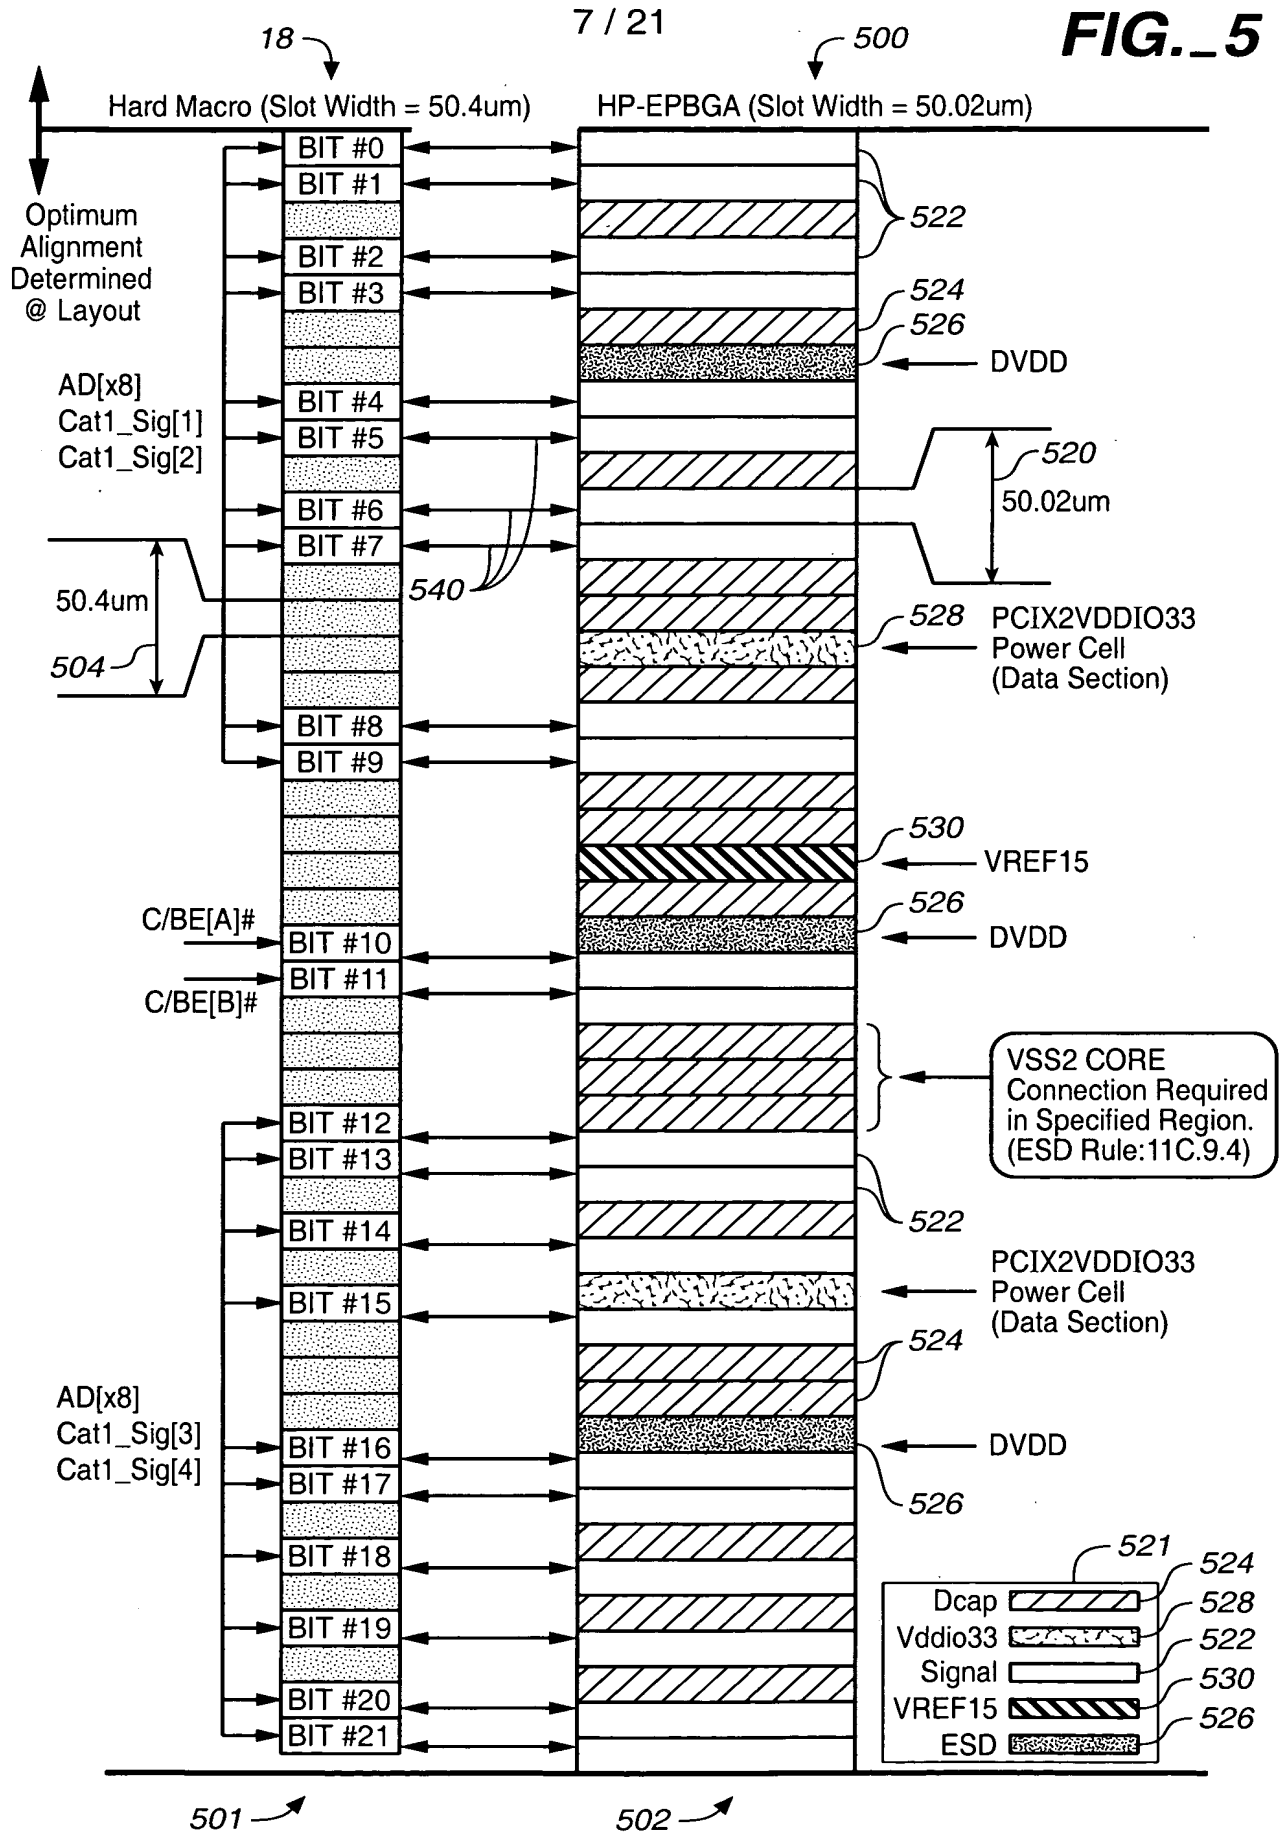 7 / 21
FIG._5
18
500
Hard Macro (Slot Width = 50.4um)
HP-EPBGA (Slot Width = 50.02um)
Optimum
Alignment
Determined
@ Layout
BIT #0
BIT #1
BIT #2
BIT #3
BIT #4
BIT #5
BIT #6
BIT #7
BIT #8
BIT #9
BIT #10
BIT #11
BIT #12
BIT #13
BIT #14
BIT #15
BIT #16
BIT #17
BIT #18
BIT #19
BIT #20
BIT #21
AD[x8]
Cat1_Sig[1]
Cat1_Sig[2]
50.4um
504
540
C/BE[A]#
C/BE[B]#
AD[x8]
Cat1_Sig[3]
Cat1_Sig[4]
522
524
526
DVDD
520
50.02um
528
PCIX2VDDIO33
Power Cell
(Data Section)
530
VREF15
526
DVDD
VSS2 CORE
Connection Required
in Specified Region.
(ESD Rule:11C.9.4)
522
PCIX2VDDIO33
Power Cell
(Data Section)
524
DVDD
526
521
Dcap
524
Vddio33
528
Signal
522
VREF15
530
ESD
526
501
502